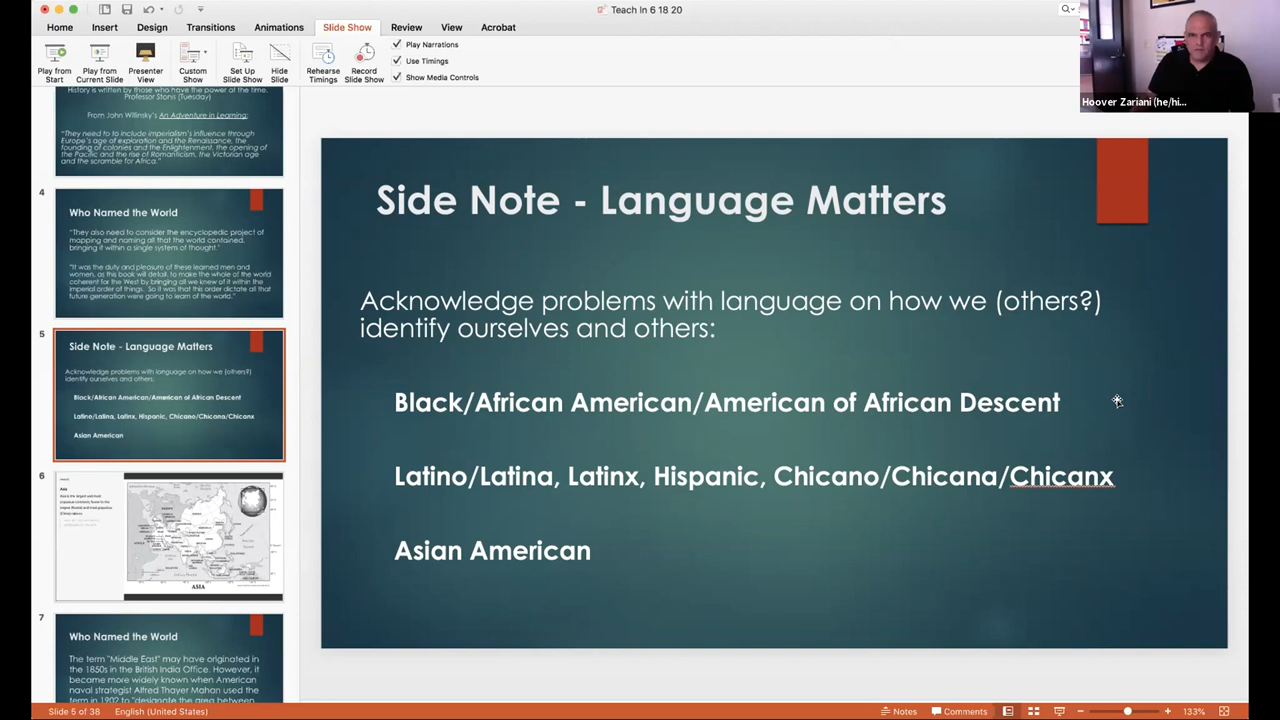 Teach In 6 18 20
Home Insert Design Transitions Animations Slide Show Review View Acrobat
Play from Start
Play from Current Slide
Presenter View
Custom Show
Set Up Slide Show
Hide Slide
Rehearse Timings
Record Slide Show
Play Narrations
Use Timings
Show Media Controls
Hoover Zariani (he/hi...
History is written by those who have the power at the time.
Professor Stonis (Tuesday)
From John Willinsky's An Adventure in Learning:
"They need to to include imperialism's influence through
Europe's age of exploration and the Renaissance, the
founding of colonies and the Enlightenment, the opening of
the Pacific and the rise of Romanticism, the Victorian age
and the scramble for Africa."
4
Who Named the World
"They also need to consider the encyclopedic project of
mapping and naming all that the world contained,
bringing it within a single system of thought."
"It was the duty and pleasure of these learned men and
women, as this book will detail, to make the whole of the world
coherent for the West by bringing all we knew of it within the
imperial order of things. So it was that this order dictate all that
future generation were going to learn of the world."
5
Side Note - Language Matters
Acknowledge problems with language on how we (others?)
identify ourselves and others:
Black/African American/American of African Descent
Latino/Latina, Latinx, Hispanic, Chicano/Chicana/Chicanx
Asian American
6
Asia
ASIA
7
Who Named the World
The term "Middle East" may have originated in
the 1850s in the British India Office. However, it
became more widely known when American
naval strategist Alfred Thayer Mahan used the
term in 1902 to "designate the area between
Side Note - Language Matters
Acknowledge problems with language on how we (others?)
identify ourselves and others:
Black/African American/American of African Descent
Latino/Latina, Latinx, Hispanic, Chicano/Chicana/Chicanx
Asian American
Slide 5 of 38 English (United States) Notes Comments 133%